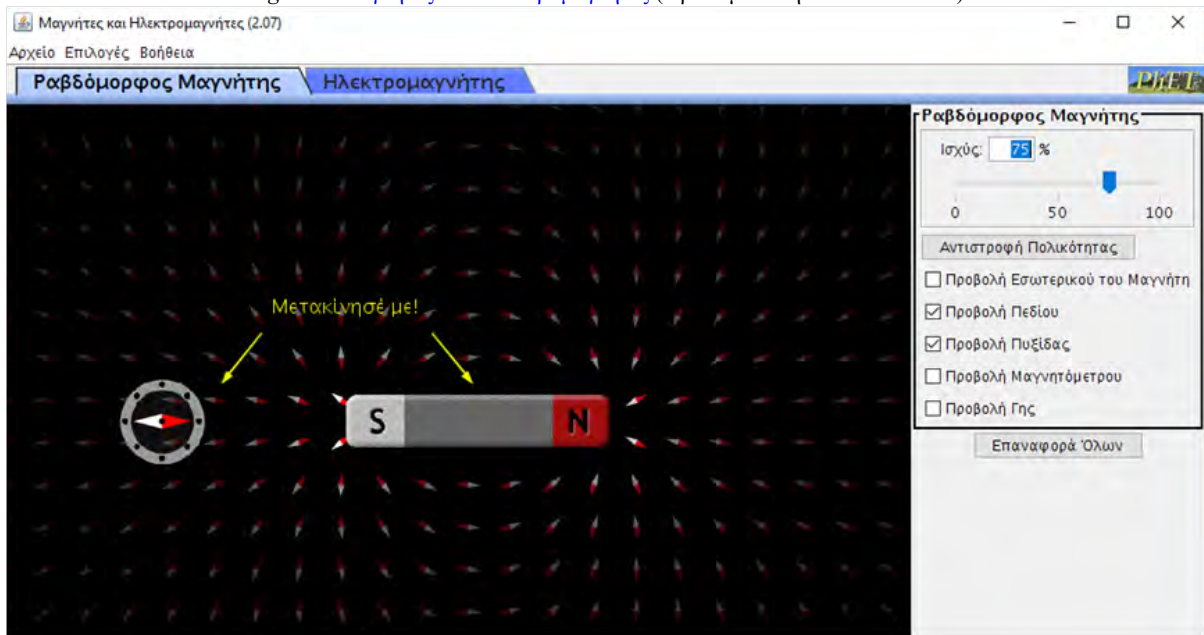 Μαγνήτες και Ηλεκτρομαγνήτες (2.07)
Αρχείο Επιλογές Βοήθεια
Ραβδόμορφος Μαγνήτης Ηλεκτρομαγνήτης
PhET
Ραβδόμορφος Μαγνήτης
Ισχύς: 75 %
0 50 100
Αντιστροφή Πολικότητας
Προβολή Εσωτερικού του Μαγνήτη
Προβολή Πεδίου
Προβολή Πυξίδας
Προβολή Μαγνητόμετρου
Προβολή Γης
Επαναφορά Όλων
Μετακίνησέ με!
S N